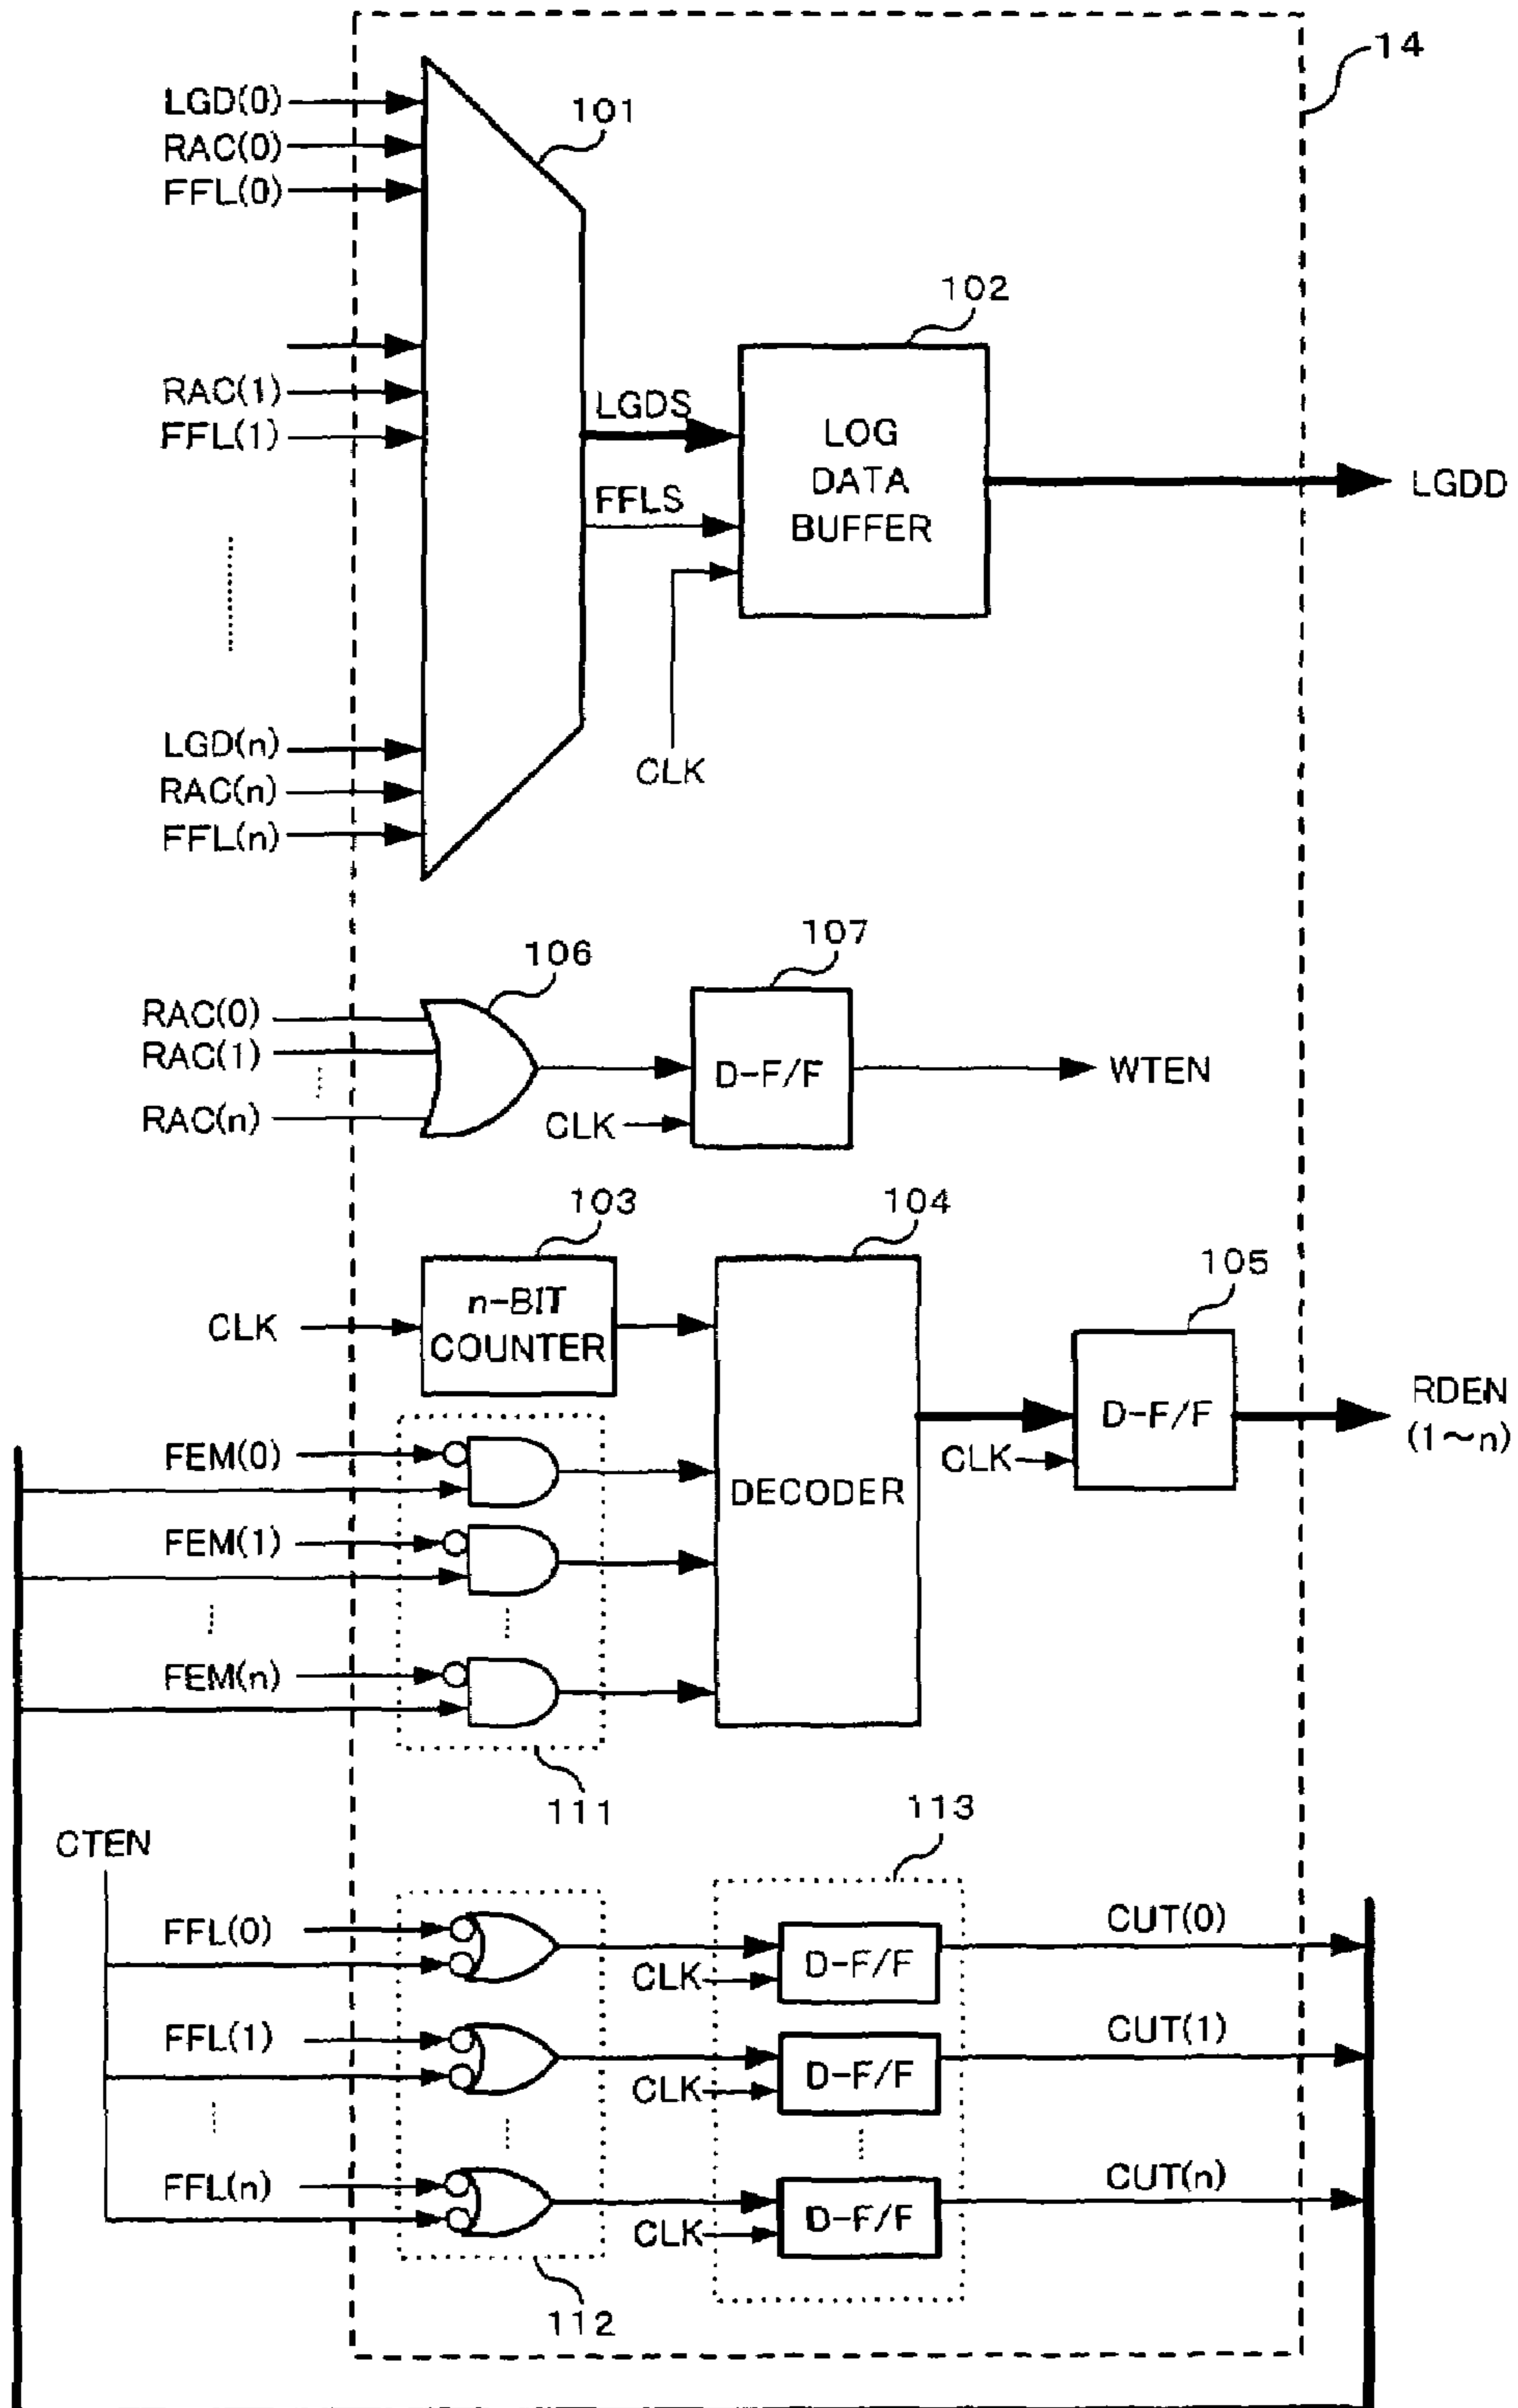 14
LGD(0)
RAC(0)
FFL(0)
101
RAC(1)
FFL(1)
LGDS
FFLS
102
LOG
DATA
BUFFER
LGDD
CLK
LGD(n)
RAC(n)
FFL(n)
106
107
RAC(0)
RAC(1)
RAC(n)
D-F/F
CLK
WTEN
103
104
105
CLK
n-BIT
COUNTER
DECODER
D-F/F
CLK
RDEN
(1~n)
FEM(0)
FEM(1)
FEM(n)
111
113
CTEN
FFL(0)
CLK
D-F/F
CUT(0)
FFL(1)
CLK
D-F/F
CUT(1)
FFL(n)
CLK
D-F/F
CUT(n)
112